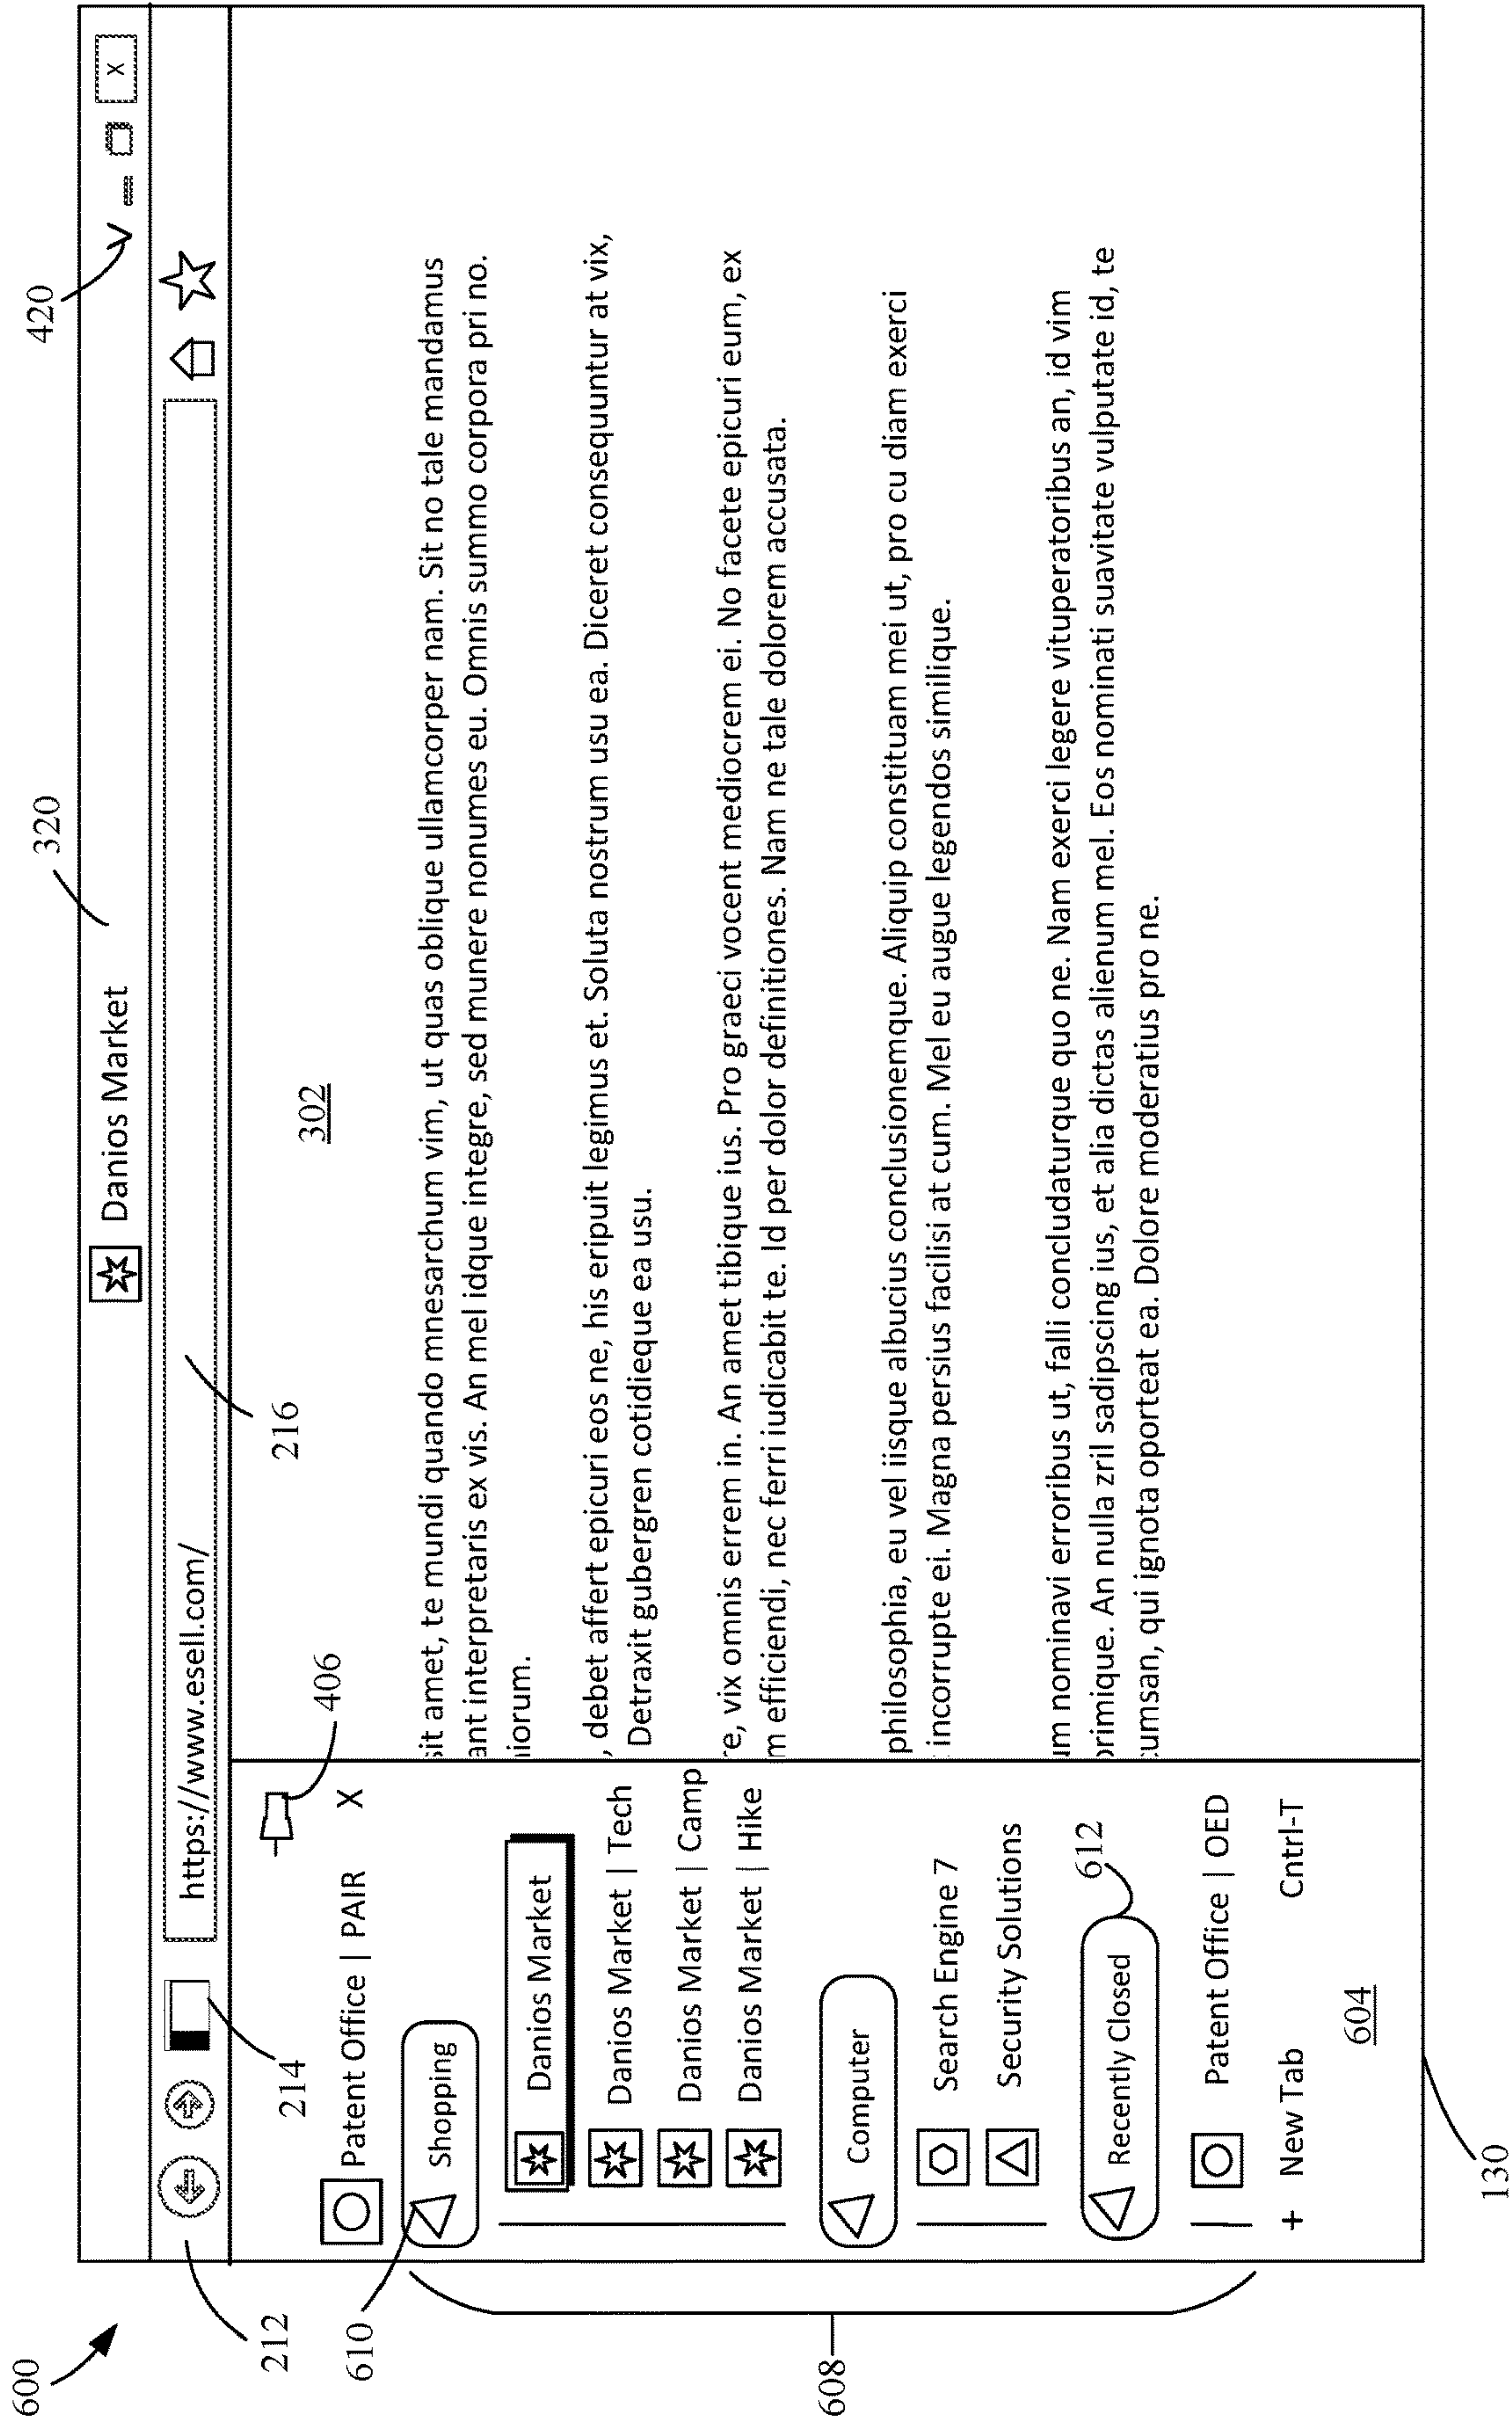 600
320
420
Danios Market
x
212
214
https://www.esell.com/
216
406
302
Patent Office | PAIR X
610
Shopping
Danios Market
Danios Market | Tech
Danios Market | Camp
Danios Market | Hike
608
Computer
Search Engine 7
Security Solutions
Recently Closed
612
Patent Office | OED
+ New Tab Cntrl-T
604
130
sit amet, te mundi quando mnesarchum vim, ut quas oblique ullamcorper nam. Sit no tale mandamus
ant interpretaris ex vis. An mel idque integre, sed munere nonumes eu. Omnis summo corpora pri no.
iorum.
, debet affert epicuri eos ne, his eripuit legimus et. Soluta nostrum usu ea. Diceret consequuntur at vix,
Detraxit gubergren cotidieque ea usu.
re, vix omnis errem in. An amet tibique ius. Pro graeci vocent mediocrem ei. No facete epicuri eum, ex
m efficiendi, nec ferri iudicabit te. Id per dolor definitiones. Nam ne tale dolorem accusata.
philosophia, eu vel iisque albucius conclusionemque. Aliquip constituam mei ut, pro cu diam exerci
incorrupte ei. Magna persius facilisi at cum. Mel eu augue legendos similique.
um nominavi erroribus ut, falli concludaturque quo ne. Nam exerci legere vituperatoribus an, id vim
primique. An nulla zril sadipscing ius, et alia dictas alienum mel. Eos nominati suavitate vulputate id, te
cumsan, qui ignota oporteat ea. Dolore moderatius pro ne.